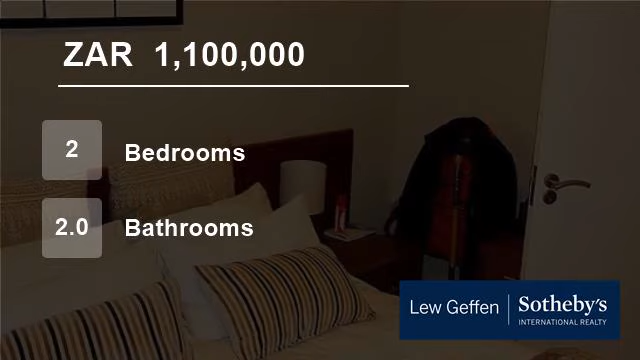 ZAR 1,100,000
2 Bedrooms
2.0 Bathrooms
Lew Geffen Sotheby's
INTERNATIONAL REALTY